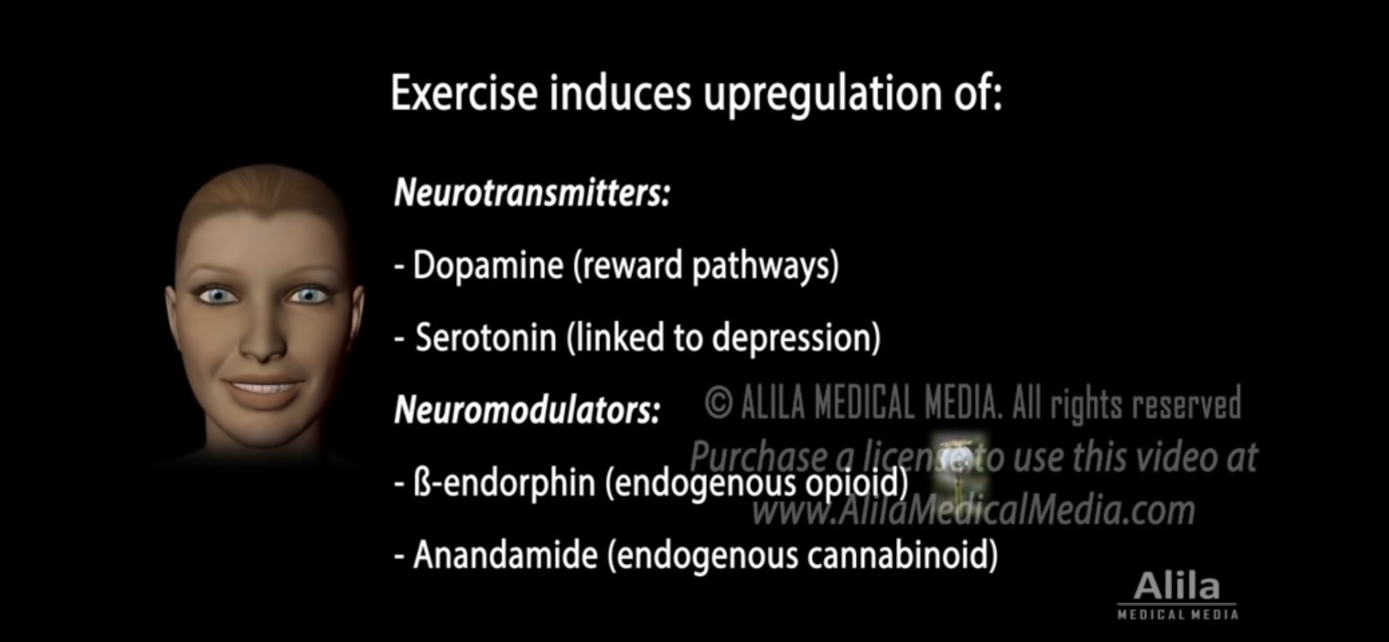 Exercise induces upregulation of:
Neurotransmitters:
- Dopamine (reward pathways)
- Serotonin (linked to depression)
Neuromodulators:
© ALILA MEDICAL MEDIA. All rights reserved
Purchase a license to use this video at
- ß-endorphin (endogenous opioid)
www.AlilaMedicalMedia.com
- Anandamide (endogenous cannabinoid)
Alila
MEDICAL MEDIA